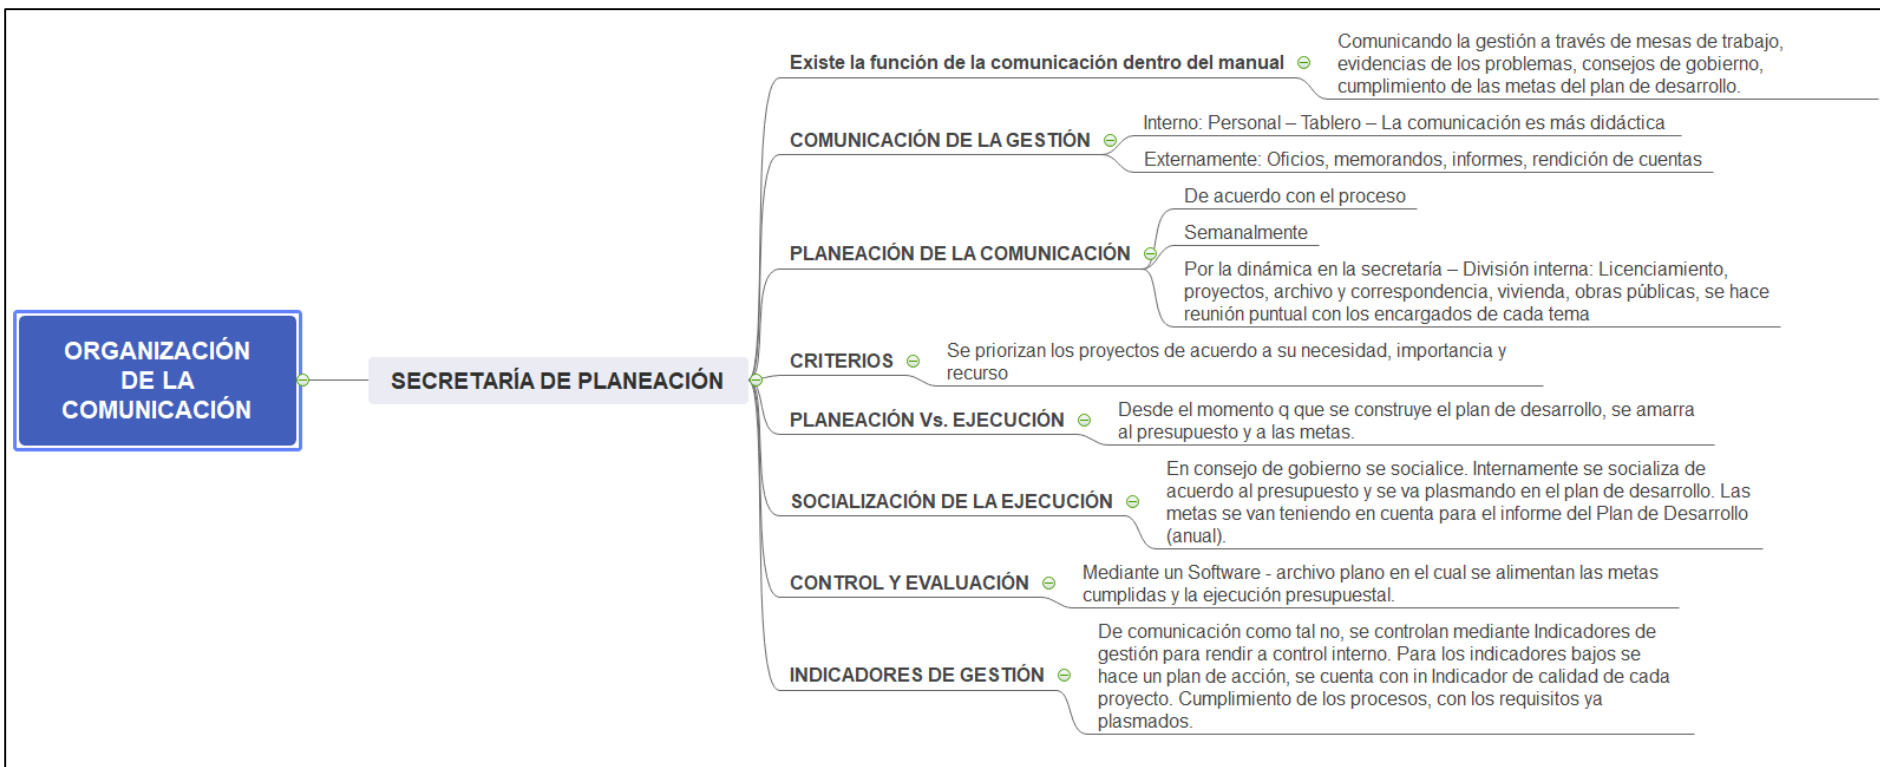 ORGANIZACIÓN
DE LA
COMUNICACIÓN
SECRETARÍA DE PLANEACIÓN
Existe la función de la comunicación dentro del manual
Comunicando la gestión a través de mesas de trabajo,
evidencias de los problemas, consejos de gobierno,
cumplimiento de las metas del plan de desarrollo.
COMUNICACIÓN DE LA GESTIÓN
Interno: Personal – Tablero – La comunicación es más didáctica
Externamente: Oficios, memorandos, informes, rendición de cuentas
PLANEACIÓN DE LA COMUNICACIÓN
De acuerdo con el proceso
Semanalmente
Por la dinámica en la secretaría – División interna: Licenciamiento,
proyectos, archivo y correspondencia, vivienda, obras públicas, se hace
reunión puntual con los encargados de cada tema
CRITERIOS
Se priorizan los proyectos de acuerdo a su necesidad, importancia y
recurso
PLANEACIÓN Vs. EJECUCIÓN
Desde el momento q que se construye el plan de desarrollo, se amarra
al presupuesto y a las metas.
SOCIALIZACIÓN DE LA EJECUCIÓN
En consejo de gobierno se socialice. Internamente se socializa de
acuerdo al presupuesto y se va plasmando en el plan de desarrollo. Las
metas se van teniendo en cuenta para el informe del Plan de Desarrollo
(anual).
CONTROL Y EVALUACIÓN
Mediante un Software - archivo plano en el cual se alimentan las metas
cumplidas y la ejecución presupuestal.
INDICADORES DE GESTIÓN
De comunicación como tal no, se controlan mediante Indicadores de
gestión para rendir a control interno. Para los indicadores bajos se
hace un plan de acción, se cuenta con in Indicador de calidad de cada
proyecto. Cumplimiento de los procesos, con los requisitos ya
plasmados.